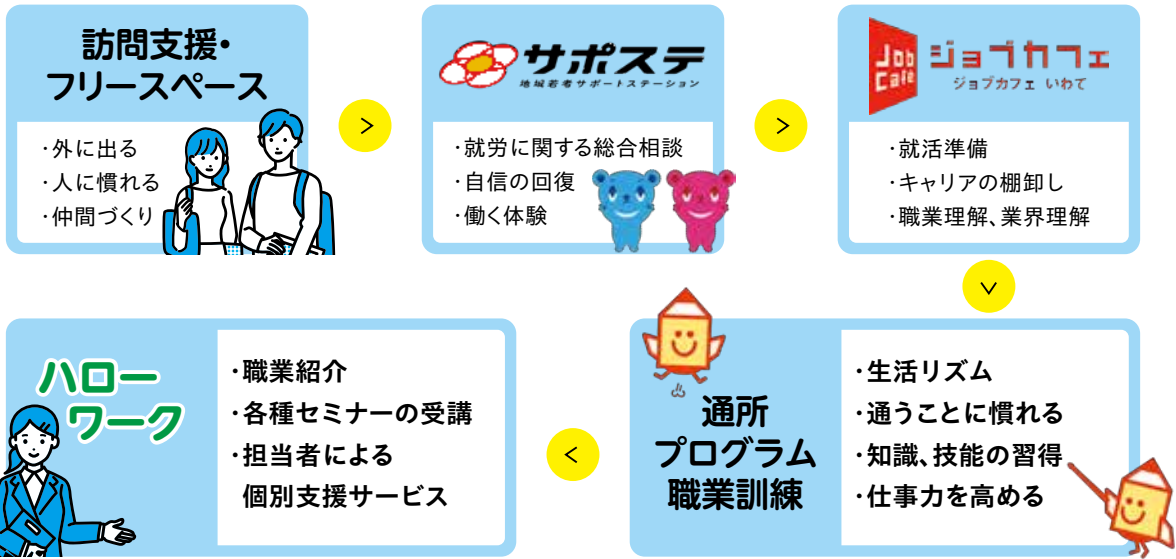 訪問支援・
フリースペース
・外に出る
・人に慣れる
・仲間づくり
>
サポステ
地域若者サポートステーション
・就労に関する総合相談
・自信の回復
・働く体験
>
Job
Cafe
ジョブカフェ
ジョブカフェ いわて
・就活準備
・キャリアの棚卸し
・職業理解、業界理解
>
通所
プログラム
職業訓練
・生活リズム
・通うことに慣れる
・知識、技能の習得
・仕事力を高める
<
ハロー
ワーク
・職業紹介
・各種セミナーの受講
・担当者による
個別支援サービス